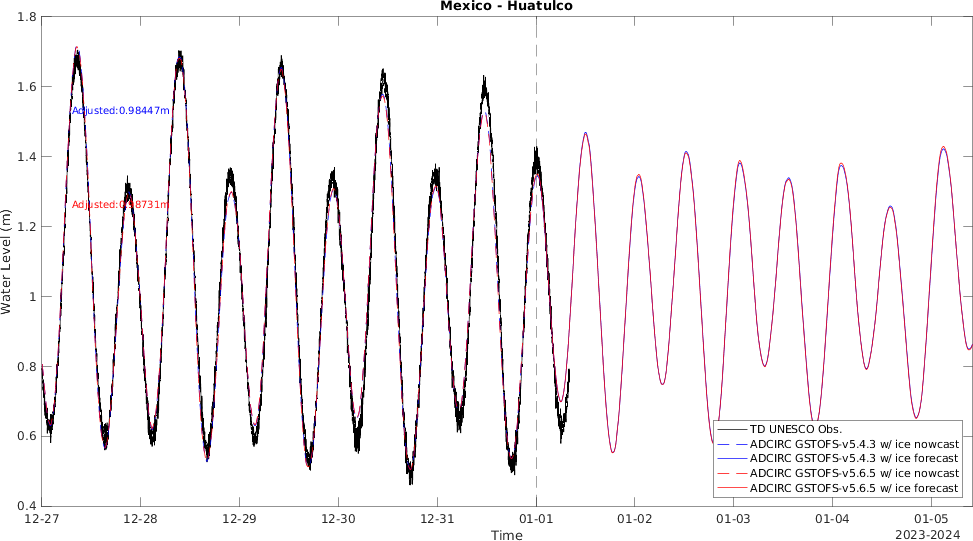 Mexico - Huatulco
1.8
1.6
1.4
1.2
1
0.8
0.6
0.4
Water Level (m)
Adjusted:0.98447m
Adjusted:0.98731m
TD UNESCO Obs.
ADCIRC GSTOFS-v5.4.3 w/ ice nowcast
ADCIRC GSTOFS-v5.4.3 w/ ice forecast
ADCIRC GSTOFS-v5.6.5 w/ ice nowcast
ADCIRC GSTOFS-v5.6.5 w/ ice forecast
12-27 12-28 12-29 12-30 12-31 01-01 01-02 01-03 01-04 01-05
Time
2023-2024